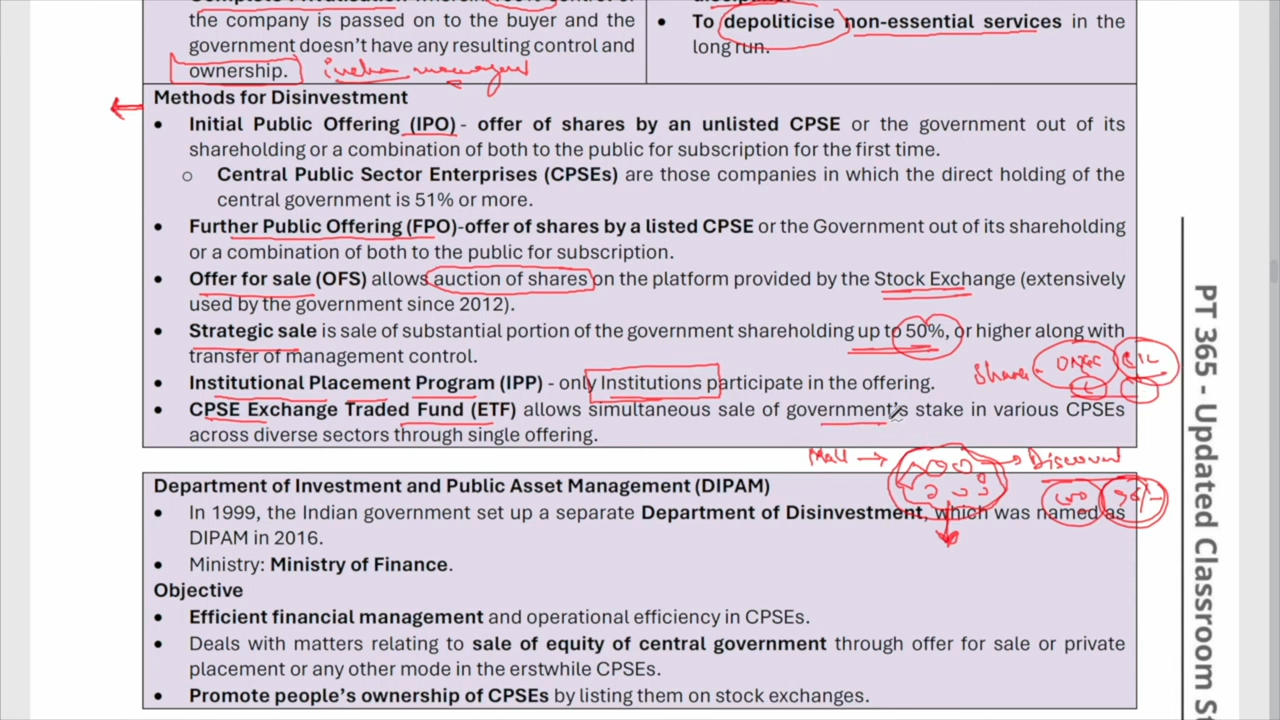 the company is passed on to the buyer and the
government doesn't have any resulting control and
ownership.
• To depoliticise non-essential services in the
long run.
Methods for Disinvestment
• Initial Public Offering (IPO) - offer of shares by an unlisted CPSE or the government out of its
shareholding or a combination of both to the public for subscription for the first time.
o Central Public Sector Enterprises (CPSEs) are those companies in which the direct holding of the
central government is 51% or more.
• Further Public Offering (FPO)-offer of shares by a listed CPSE or the Government out of its shareholding
or a combination of both to the public for subscription.
• Offer for sale (OFS) allows auction of shares on the platform provided by the Stock Exchange (extensively
used by the government since 2012).
• Strategic sale is sale of substantial portion of the government shareholding up to 50%, or higher along with
transfer of management control.
• Institutional Placement Program (IPP) - only Institutions participate in the offering.
• CPSE Exchange Traded Fund (ETF) allows simultaneous sale of government's stake in various CPSEs
across diverse sectors through single offering.
Share
ONGC
Mall → Discount
Department of Investment and Public Asset Management (DIPAM)
• In 1999, the Indian government set up a separate Department of Disinvestment, which was named as
DIPAM in 2016.
• Ministry: Ministry of Finance.
Objective
• Efficient financial management and operational efficiency in CPSEs.
• Deals with matters relating to sale of equity of central government through offer for sale or private
placement or any other mode in the erstwhile CPSEs.
• Promote people's ownership of CPSEs by listing them on stock exchanges.
PT 365 - Updated Classroom